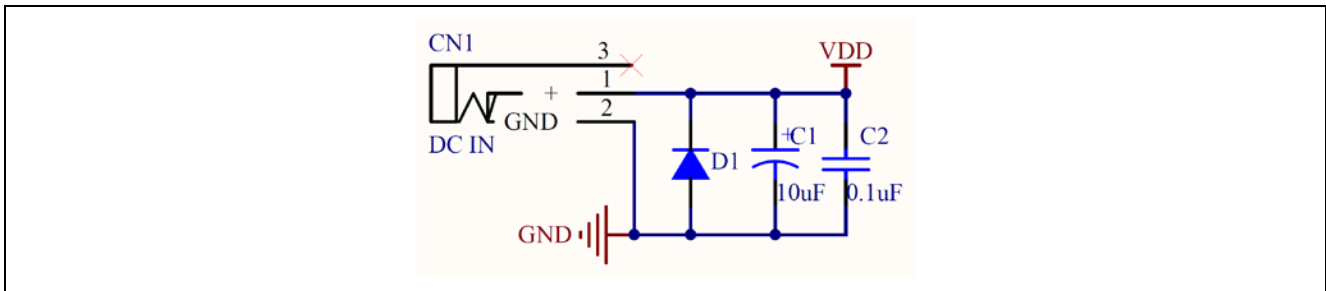 CN1
3
VDD
1
+
2
GND
DC IN
+
C1
C2
D1
10uF
0.1uF
GND